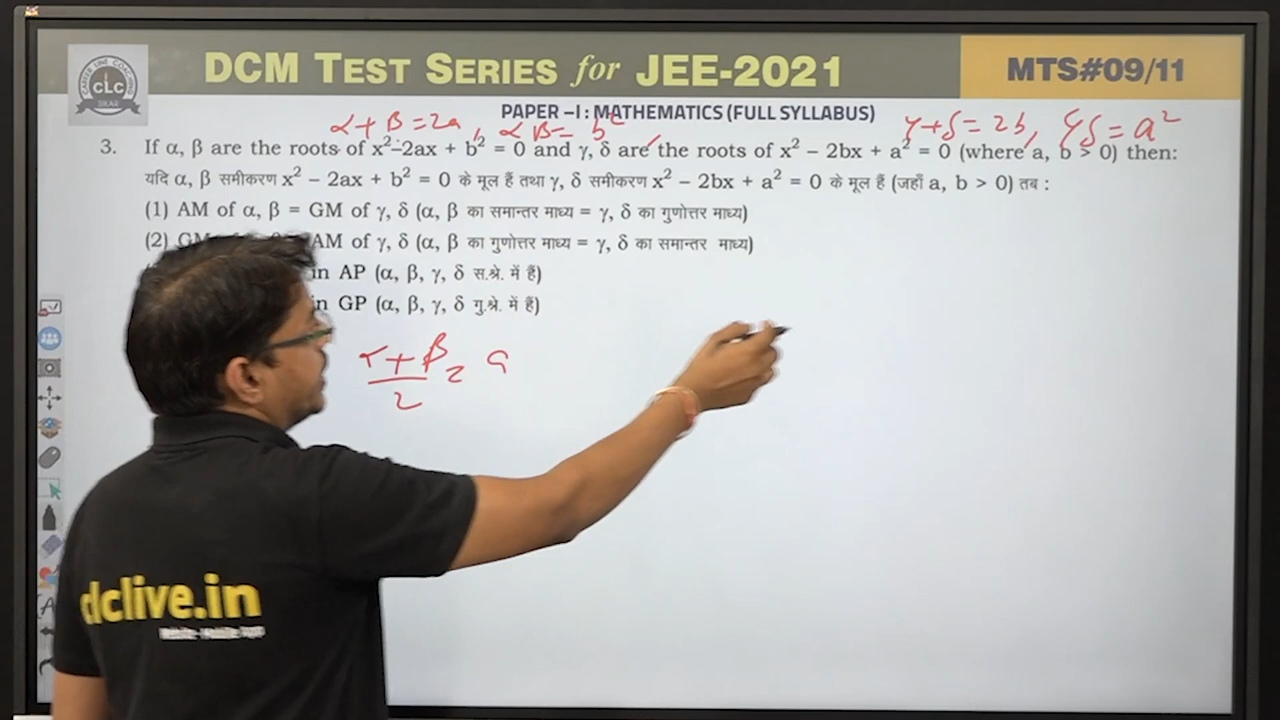 DCM TEST SERIES for JEE-2021
MTS#09/11
CLC
SIKAR
PAPER –I : MATHEMATICS (FULL SYLLABUS)
α + β = 2a, αβ = b²
γ + δ = 2b, γδ = a²
3. If α, β are the roots of x² – 2ax + b² = 0 and γ, δ are the roots of x² – 2bx + a² = 0 (where a, b > 0) then:
यदि α, β समीकरण x² – 2ax + b² = 0 के मूल हैं तथा γ, δ समीकरण x² – 2bx + a² = 0 के मूल हैं (जहाँ a, b > 0) तब :
(1) AM of α, β = GM of γ, δ (α, β का समान्तर माध्य = γ, δ का गुणोत्तर माध्य)
(2) GM AM of γ, δ (α, β का गुणोत्तर माध्य = γ, δ का समान्तर माध्य)
in AP (α, β, γ, δ स.श्रे. में हैं)
in GP (α, β, γ, δ गु.श्रे. में हैं)
α + β = a
2
clclive.in